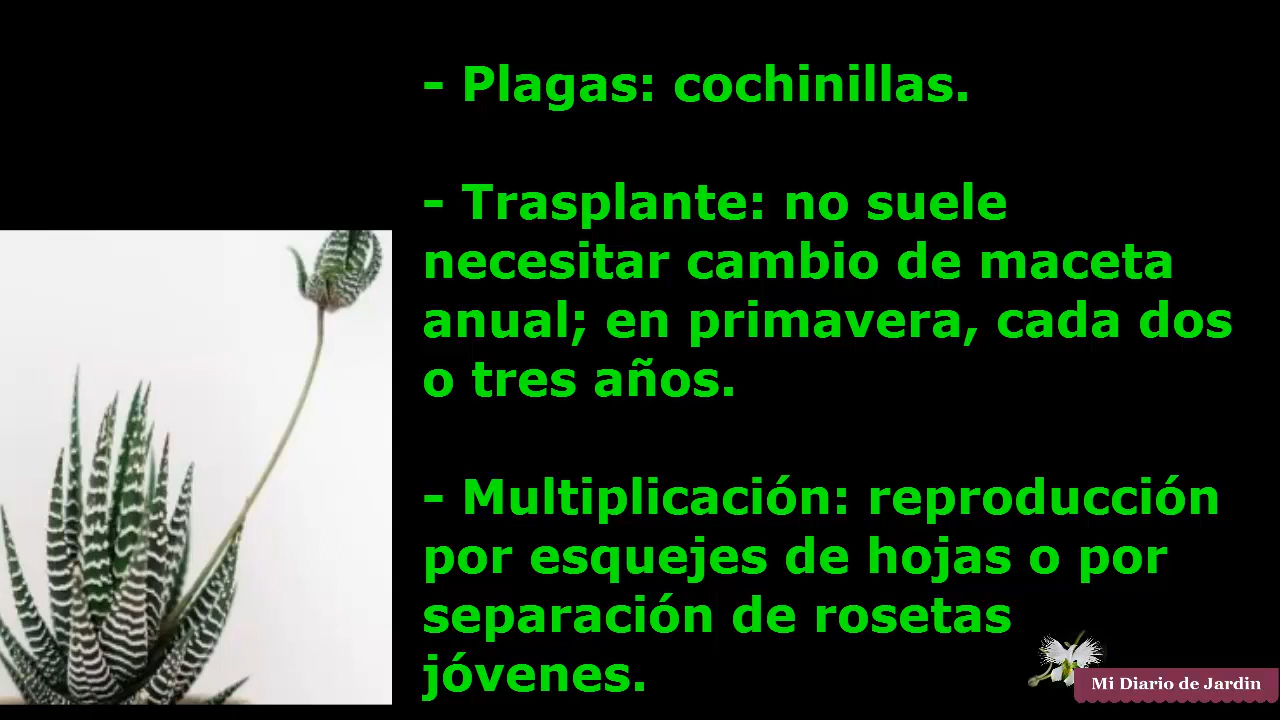 - Plagas: cochinillas.
- Trasplante: no suele
necesitar cambio de maceta
anual; en primavera, cada dos
o tres años.
- Multiplicación: reproducción
por esquejes de hojas o por
separación de rosetas
jóvenes.
Mi Diario de Jardin